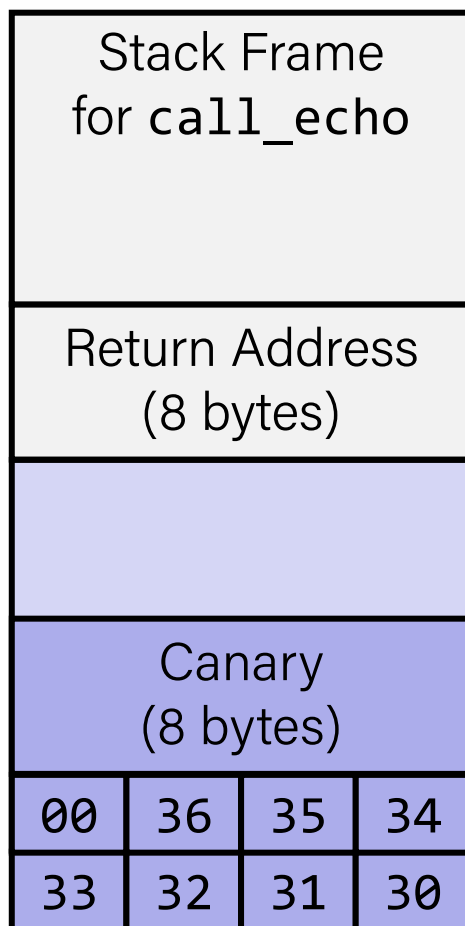 Stack Frame
for call_echo
Return Address
(8 bytes)
Canary
(8 bytes)
00 36 35 34
33 32 31 30